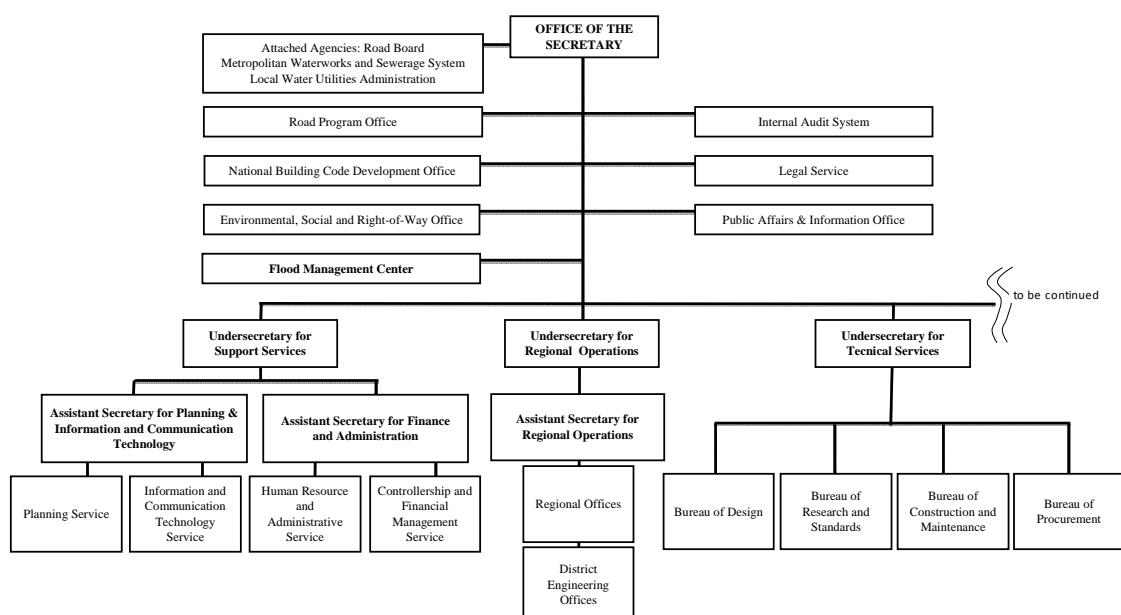 OFFICE OF THE
SECRETARY
Attached Agencies: Road Board
Metropolitan Waterworks and Sewerage System
Local Water Utilities Administration
Road Program Office
Internal Audit System
National Building Code Development Office
Legal Service
Environmental, Social and Right-of-Way Office
Public Affairs & Information Office
Flood Management Center
to be continued
Undersecretary for
Support Services
Undersecretary for
Regional Operations
Undersecretary for
Tecnical Services
Assistant Secretary for Planning &
Information and Communication
Technology
Assistant Secretary for Finance
and Administration
Assistant Secretary for
Regional Operations
Planning Service
Information and
Communication
Technology
Service
Human Resource
and
Administrative
Service
Controllership and
Financial
Management
Service
Regional Offices
District
Engineering
Offices
Bureau of Design
Bureau of
Research and
Standards
Bureau of
Construction and
Maintenance
Bureau of
Procurement